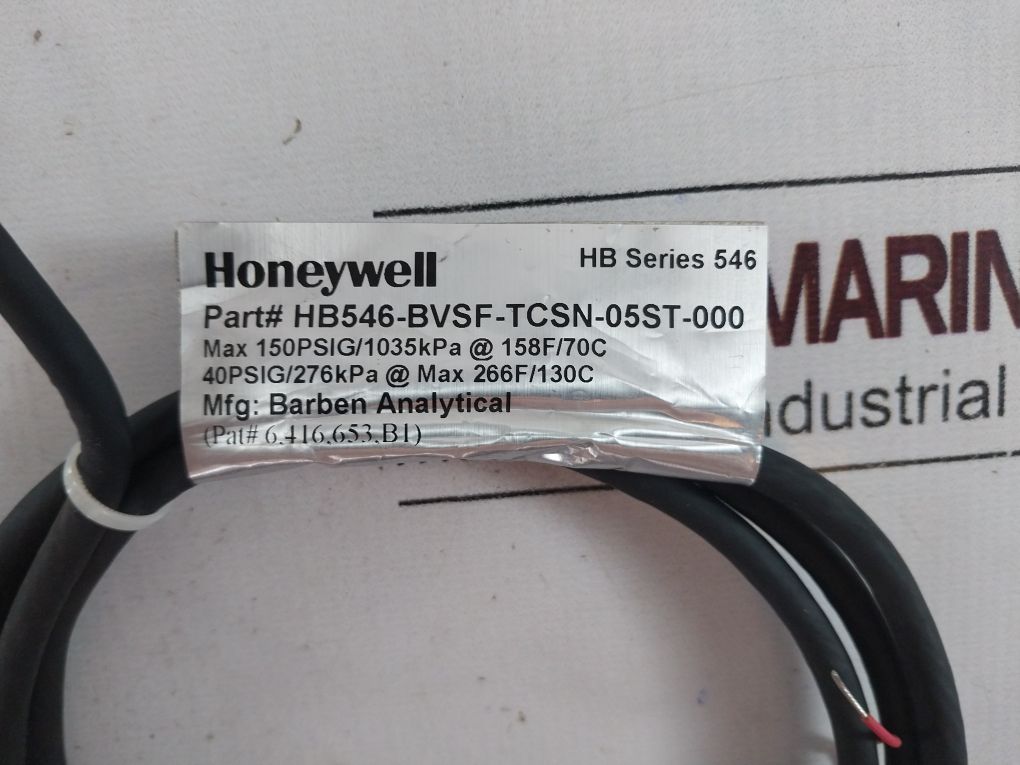 Honeywell
HB Series 546
Part# HB546-BVSF-TCSN-05ST-000
Max 150PSIG/1035kPa @ 158F/70C
40PSIG/276kPa @ Max 266F/130C
Mfg: Barben Analytical
(Pat# 6,416,653,B1)
MARIN
ndustrial